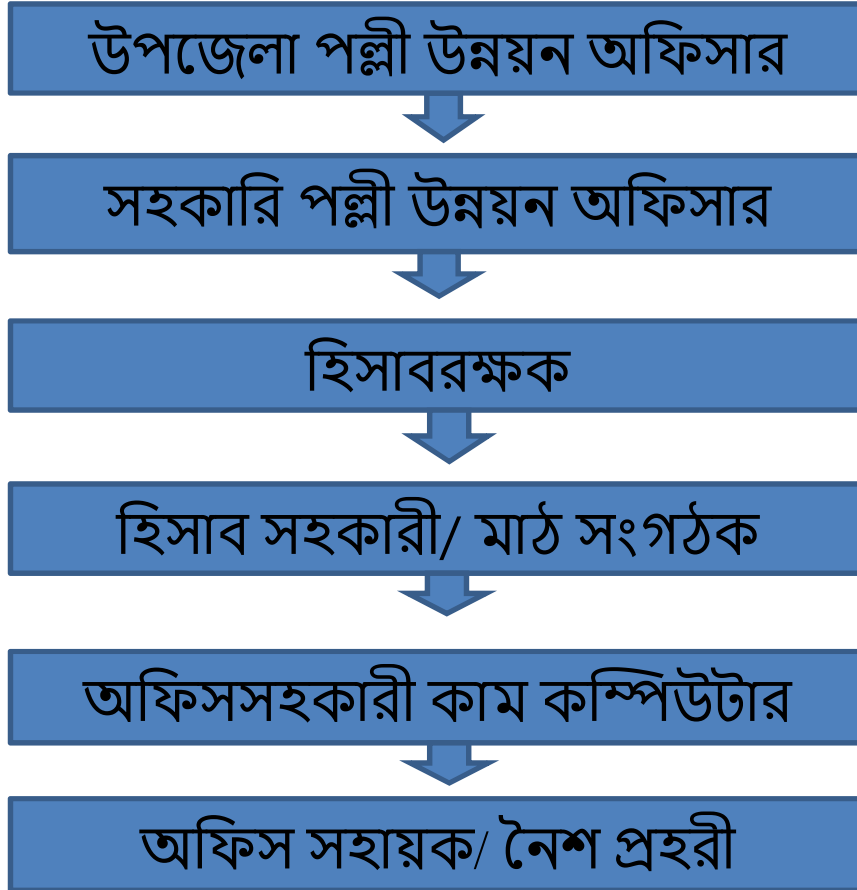 উপজেলা পল্লী উন্নয়ন অফিসার
সহকারি পল্লী উন্নয়ন অফিসার
হিসাবরক্ষক
হিসাব সহকারী/ মাঠ সংগঠক
অফিসসহকারী কাম কম্পিউটার
অফিস সহায়ক/ নৈশ প্রহরী